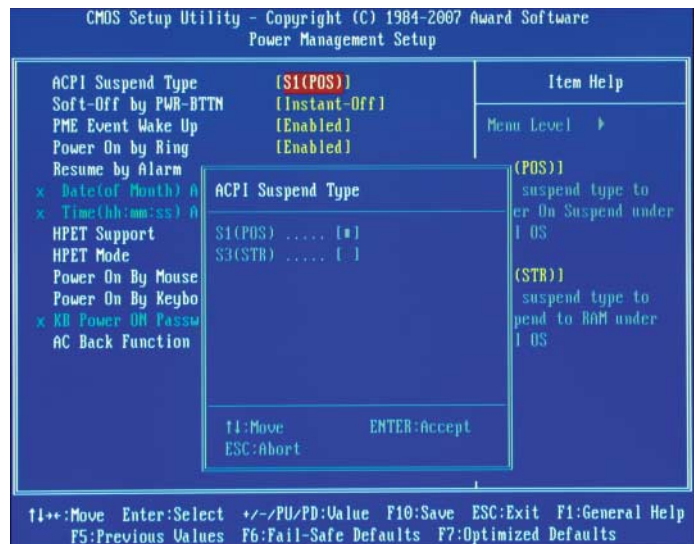 CMOS Setup Utility - Copyright (C) 1984-2007 Award Software
Power Management Setup
ACPI Suspend Type [S1(POS)]
Soft-Off by PWR-BTTN [Instant-Off]
PME Event Wake Up [Enabled]
Power On by Ring [Enabled]
Resume by Alarm
x Date(of Month) A
x Time(hh:mm:ss) A
HPET Support
HPET Mode
Power On By Mouse
Power On By Keybo
x KB Power ON Passw
AC Back Function
ACPI Suspend Type
S1(POS) ..... [■]
S3(STR) ..... [ ]
↑↓:Move ENTER:Accept
ESC:Abort
Item Help
Menu Level ▸
(POS)]
suspend type to
er On Suspend under
I OS
(STR)]
suspend type to
pend to RAM under
I OS
↑↓→←:Move Enter:Select +/-/PU/PD:Value F10:Save ESC:Exit F1:General Help
F5:Previous Values F6:Fail-Safe Defaults F7:Optimized Defaults